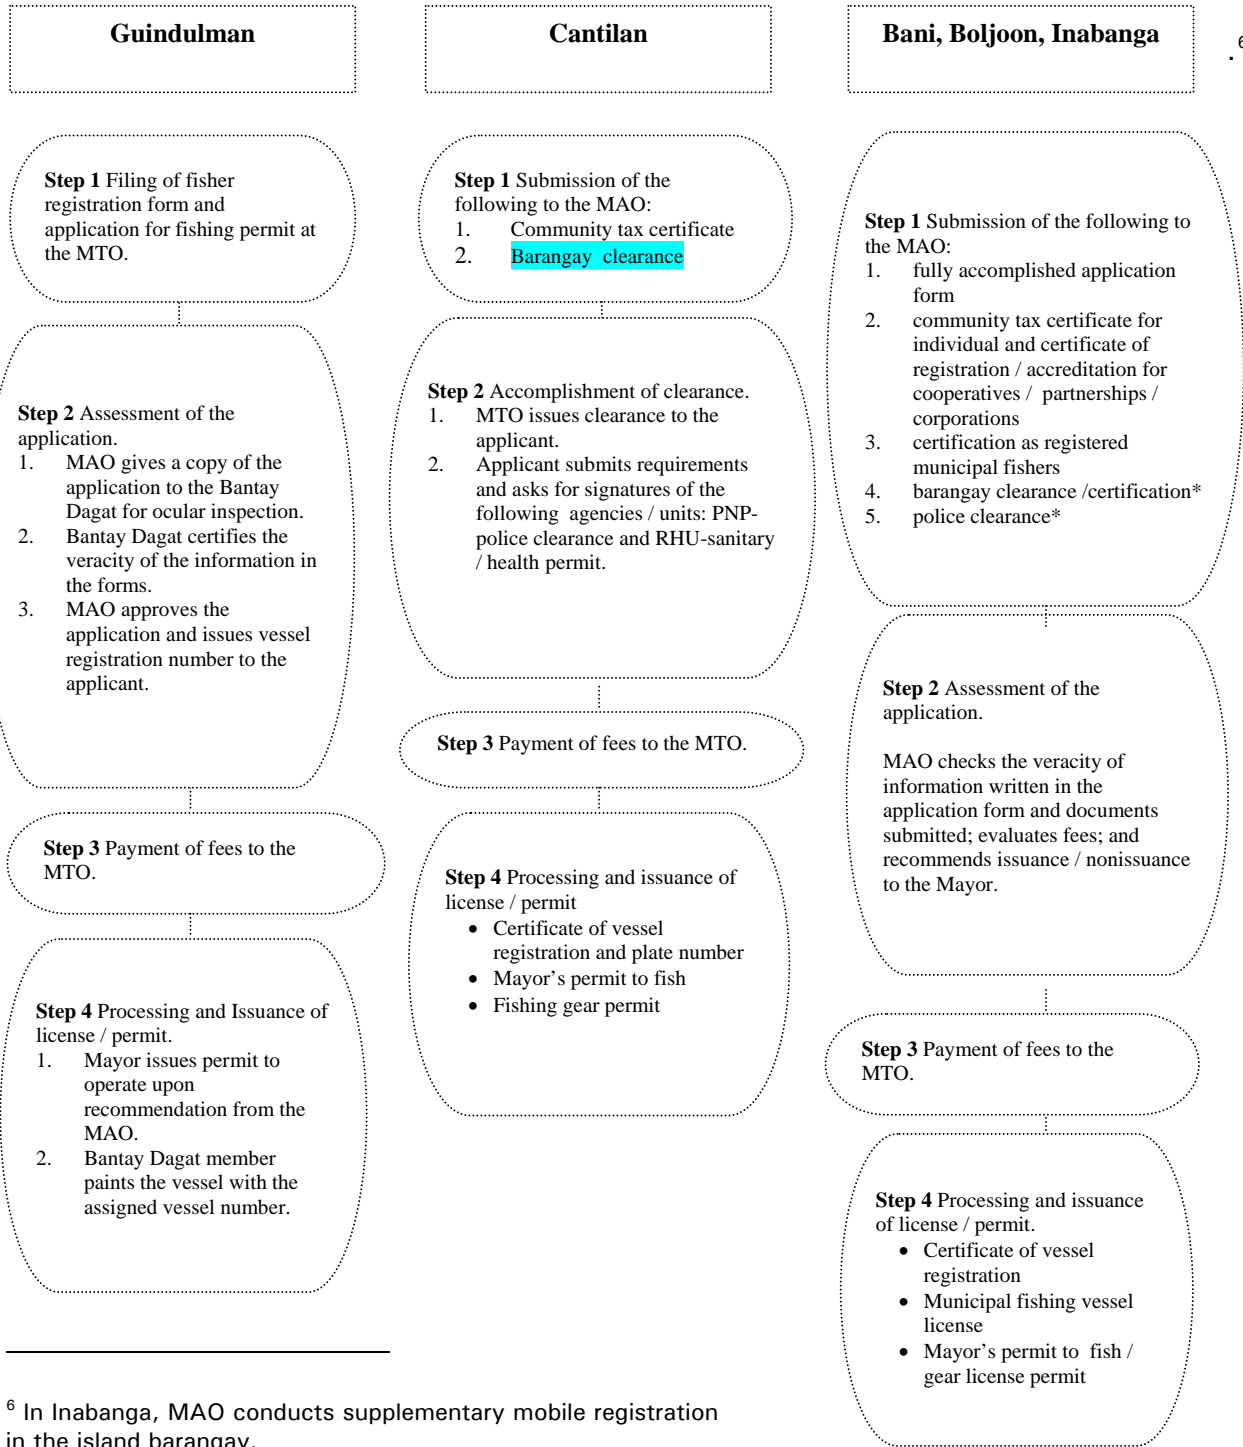 Guindulman
Step 1 Filing of fisher
registration form and
application for fishing permit at
the MTO.
Step 2 Assessment of the
application.
1. MAO gives a copy of the
application to the Bantay
Dagat for ocular inspection.
2. Bantay Dagat certifies the
veracity of the information in
the forms.
3. MAO approves the
application and issues vessel
registration number to the
applicant.
Step 3 Payment of fees to the
MTO.
Step 4 Processing and Issuance of
license / permit.
1. Mayor issues permit to
operate upon
recommendation from the
MAO.
2. Bantay Dagat member
paints the vessel with the
assigned vessel number.
Cantilan
Step 1 Submission of the
following to the MAO:
1. Community tax certificate
2. Barangay clearance
Step 2 Accomplishment of clearance.
1. MTO issues clearance to the
applicant.
2. Applicant submits requirements
and asks for signatures of the
following agencies / units: PNP-
police clearance and RHU-sanitary
/ health permit.
Step 3 Payment of fees to the MTO.
Step 4 Processing and issuance of
license / permit
• Certificate of vessel
registration and plate number
• Mayor’s permit to fish
• Fishing gear permit
Bani, Boljoon, Inabanga
. 6
Step 1 Submission of the following to
the MAO:
1. fully accomplished application
form
2. community tax certificate for
individual and certificate of
registration / accreditation for
cooperatives / partnerships /
corporations
3. certification as registered
municipal fishers
4. barangay clearance /certification*
5. police clearance*
Step 2 Assessment of the
application.
MAO checks the veracity of
information written in the
application form and documents
submitted; evaluates fees; and
recommends issuance / nonissuance
to the Mayor.
Step 3 Payment of fees to the
MTO.
Step 4 Processing and issuance
of license / permit.
• Certificate of vessel
registration
• Municipal fishing vessel
license
• Mayor’s permit to fish /
gear license permit
6 In Inabanga, MAO conducts supplementary mobile registration
in the island barangay.